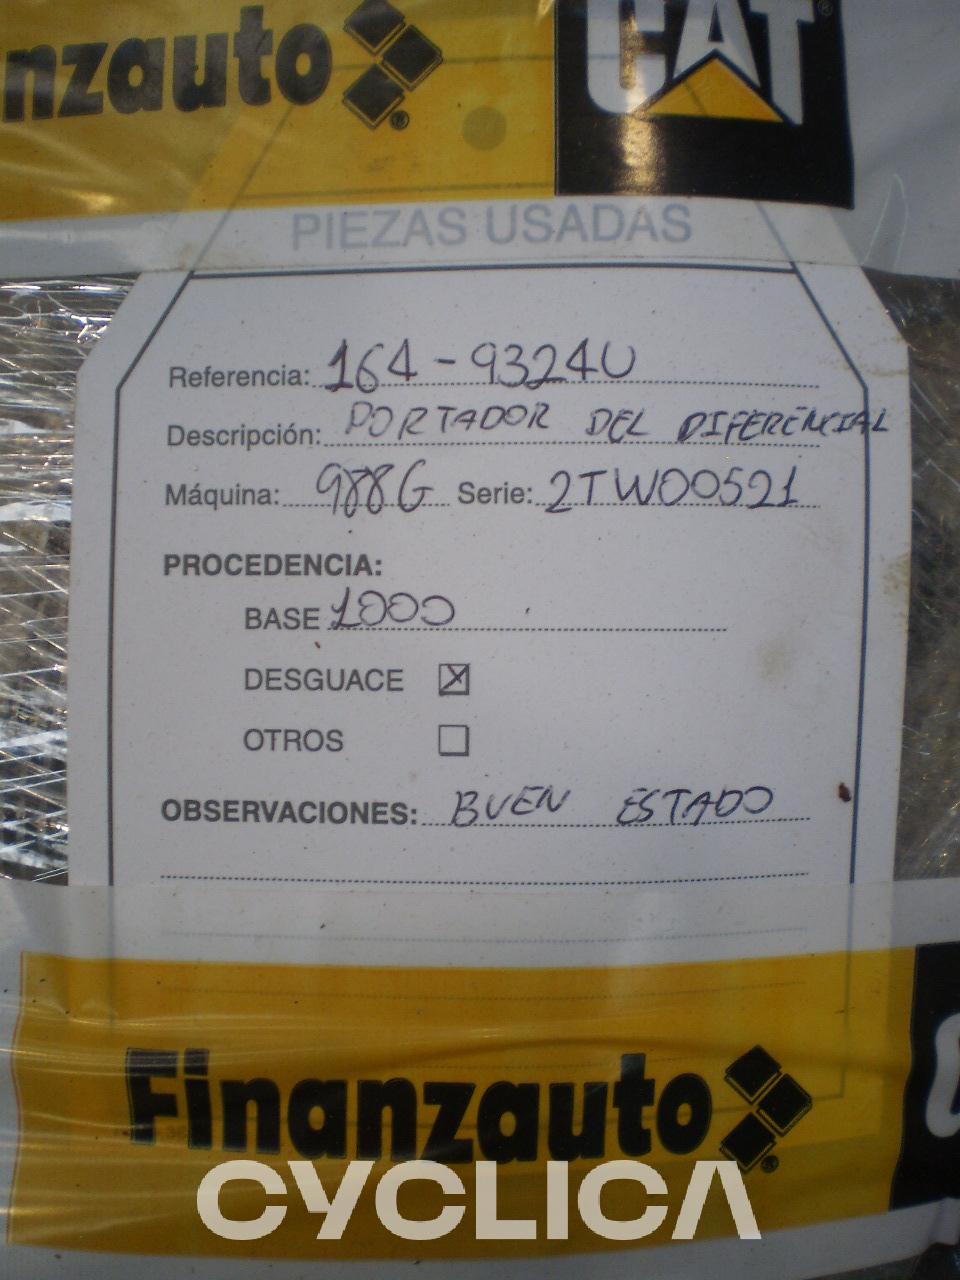 nzauto ® CAT ®
PIEZAS USADAS
Referencia: 164-9324U
Descripción: PORTADOR DEL DIFERENCIAL
Máquina: 988G Serie: 2TW00521
PROCEDENCIA:
BASE 1000
DESGUACE ☒
OTROS ☐
OBSERVACIONES: BUEN ESTADO
Finanzauto ® C
CYCLICA